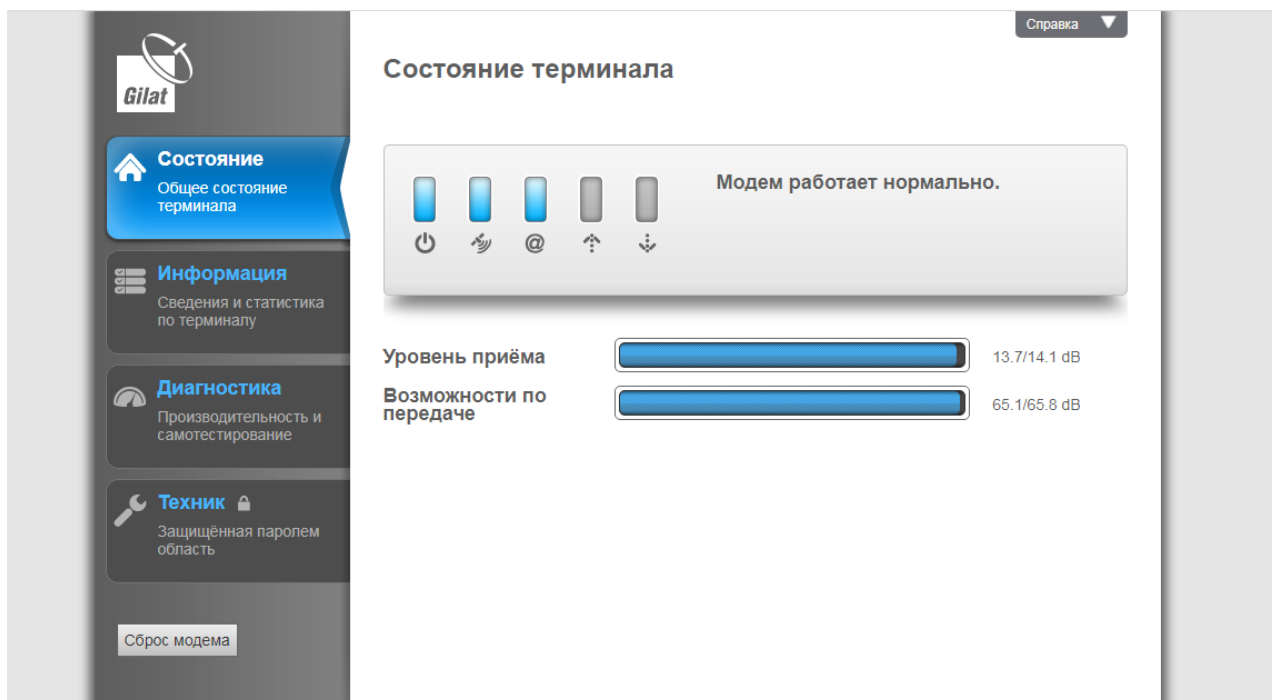 Справка
Gilat
Состояние терминала
Состояние
Общее состояние
терминала
Модем работает нормально.
@
Информация
Сведения и статистика
по терминалу
Уровень приёма
13.7/14.1 dB
Возможности по
передаче
65.1/65.8 dB
Диагностика
Производительность и
самотестирование
Техник
Защищённая паролем
область
Сброс модема